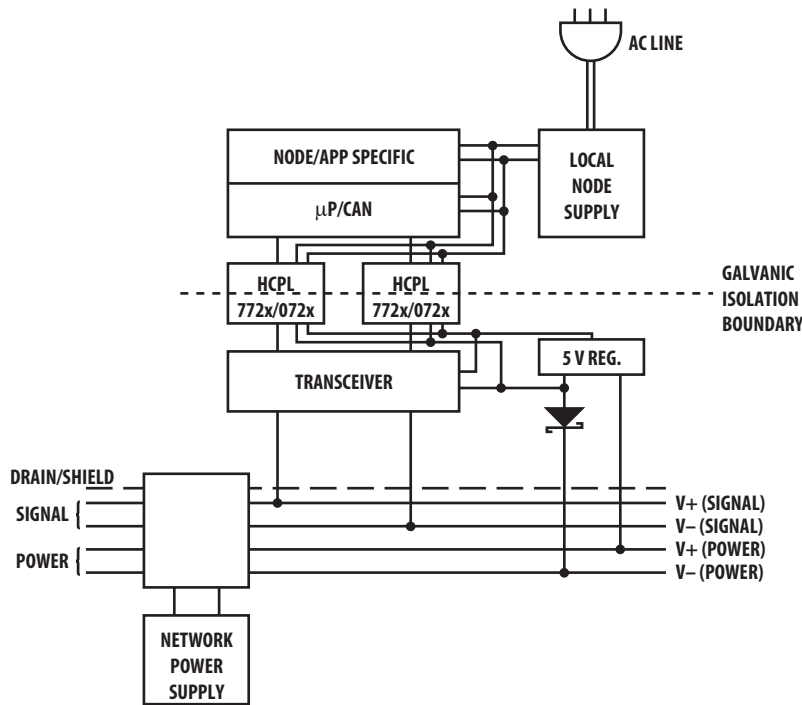 AC LINE
NODE/APP SPECIFIC
μP/CAN
LOCAL
NODE
SUPPLY
HCPL
772x/072x
HCPL
772x/072x
GALVANIC
ISOLATION
BOUNDARY
5 V REG.
TRANSCEIVER
DRAIN/SHIELD
SIGNAL
POWER
V+ (SIGNAL)
V– (SIGNAL)
V+ (POWER)
V– (POWER)
NETWORK
POWER
SUPPLY